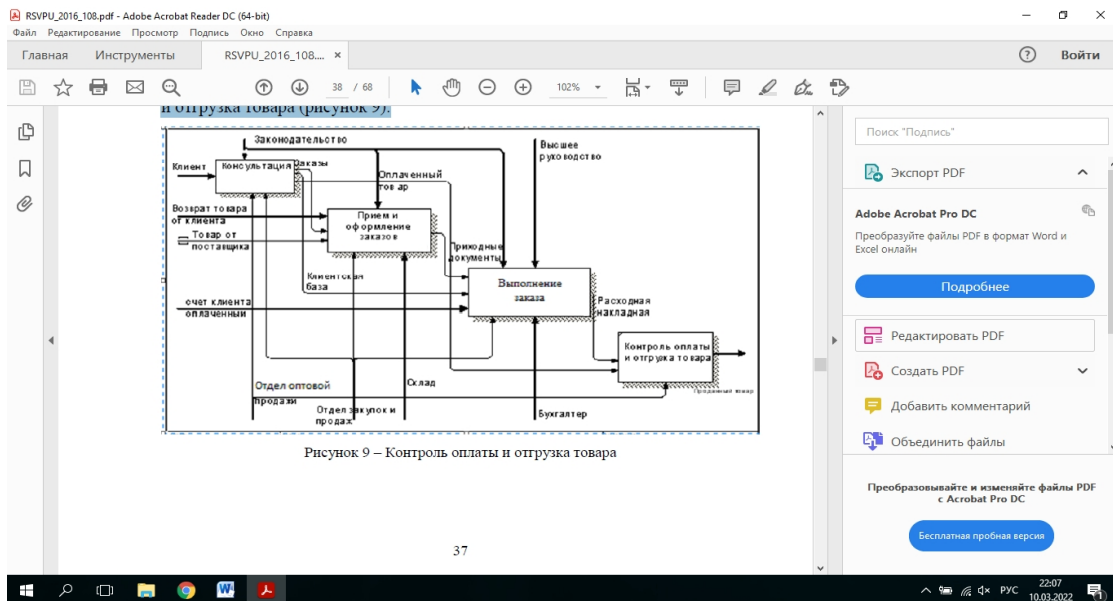 RSVPU_2016_108.pdf - Adobe Acrobat Reader DC (64-bit)
Файл Редактирование Просмотр Подпись Окно Справка
Главная Инструменты RSVPU_2016_108.... × Войти
38 / 68 102%
и отгрузка товара (рисунок 9).
Законодательство
Высшее
руководство
Клиент
Консультация
Заказы
Оплаченный
товар
Возврат товара
от клиента
Прием и
оформление
заказов
Товар от
поставщика
Приходные
документы
Клиентская
база
Выполнение
заказа
счет клиента
оплаченный
Расходная
накладная
Контроль оплаты
и отгрузка товара
Проданный товар
Отдел оптовой
продажи
Склад
Отдел закупок и
продаж
Бухгалтер
Рисунок 9 – Контроль оплаты и отгрузка товара
37
Поиск "Подпись"
Экспорт PDF
Adobe Acrobat Pro DC
Преобразуйте файлы PDF в формат Word и
Excel онлайн
Подробнее
Редактировать PDF
Создать PDF
Добавить комментарий
Объединить файлы
Преобразовывайте и изменяйте файлы PDF
с Acrobat Pro DC
Бесплатная пробная версия
РУС
22:07
10.03.2022